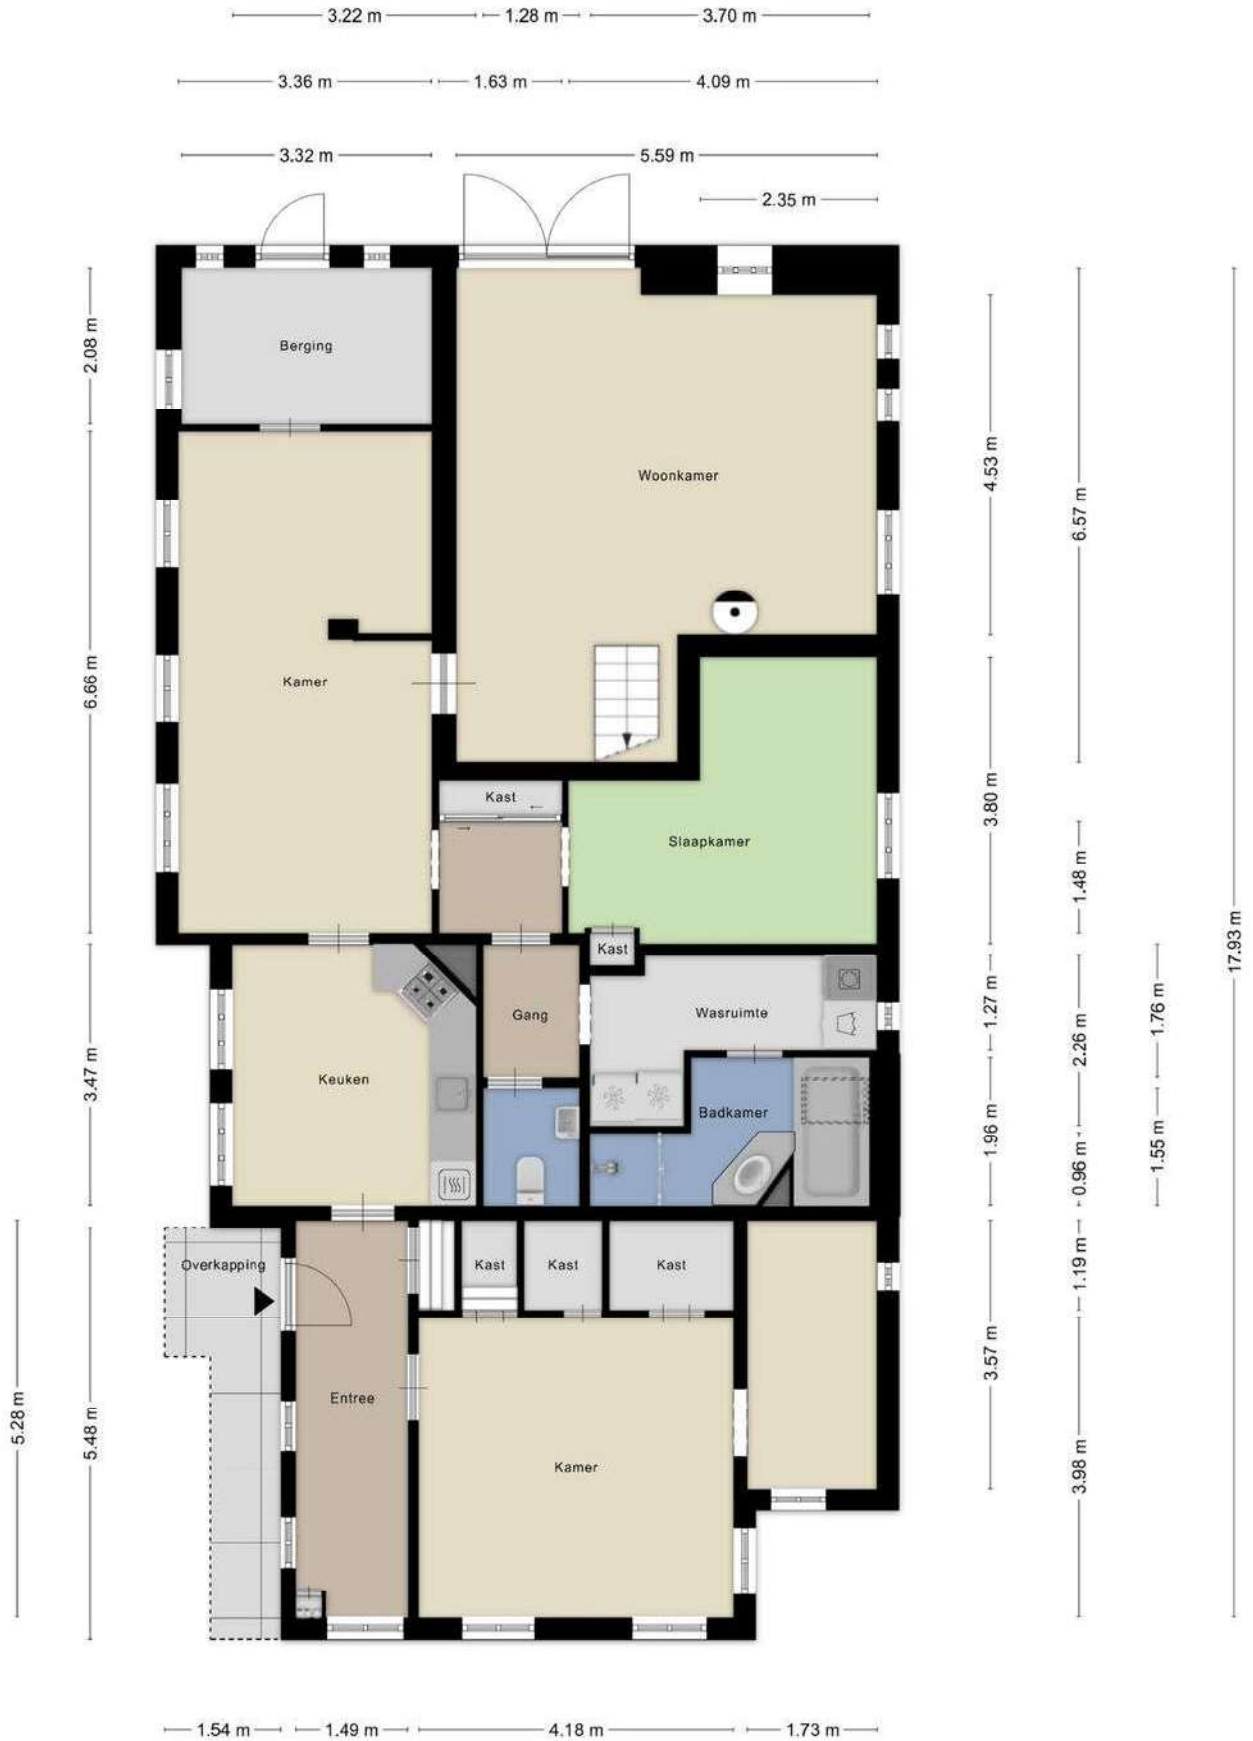 3.22 m 1.28 m 3.70 m
3.36 m 1.63 m 4.09 m
3.32 m 5.59 m
2.35 m
Berging
2.08 m
Woonkamer
4.53 m
6.57 m
Kamer
6.66 m
Kast
Slaapkamer
3.80 m
1.48 m
17.93 m
Kast
Gang
Wasruimte
1.27 m
2.26 m
1.76 m
Keuken
3.47 m
Badkamer
1.96 m
0.96 m
1.55 m
Overkapping
Kast Kast Kast
1.19 m
3.57 m
Entree
5.28 m
5.48 m
Kamer
3.98 m
1.54 m 1.49 m 4.18 m 1.73 m